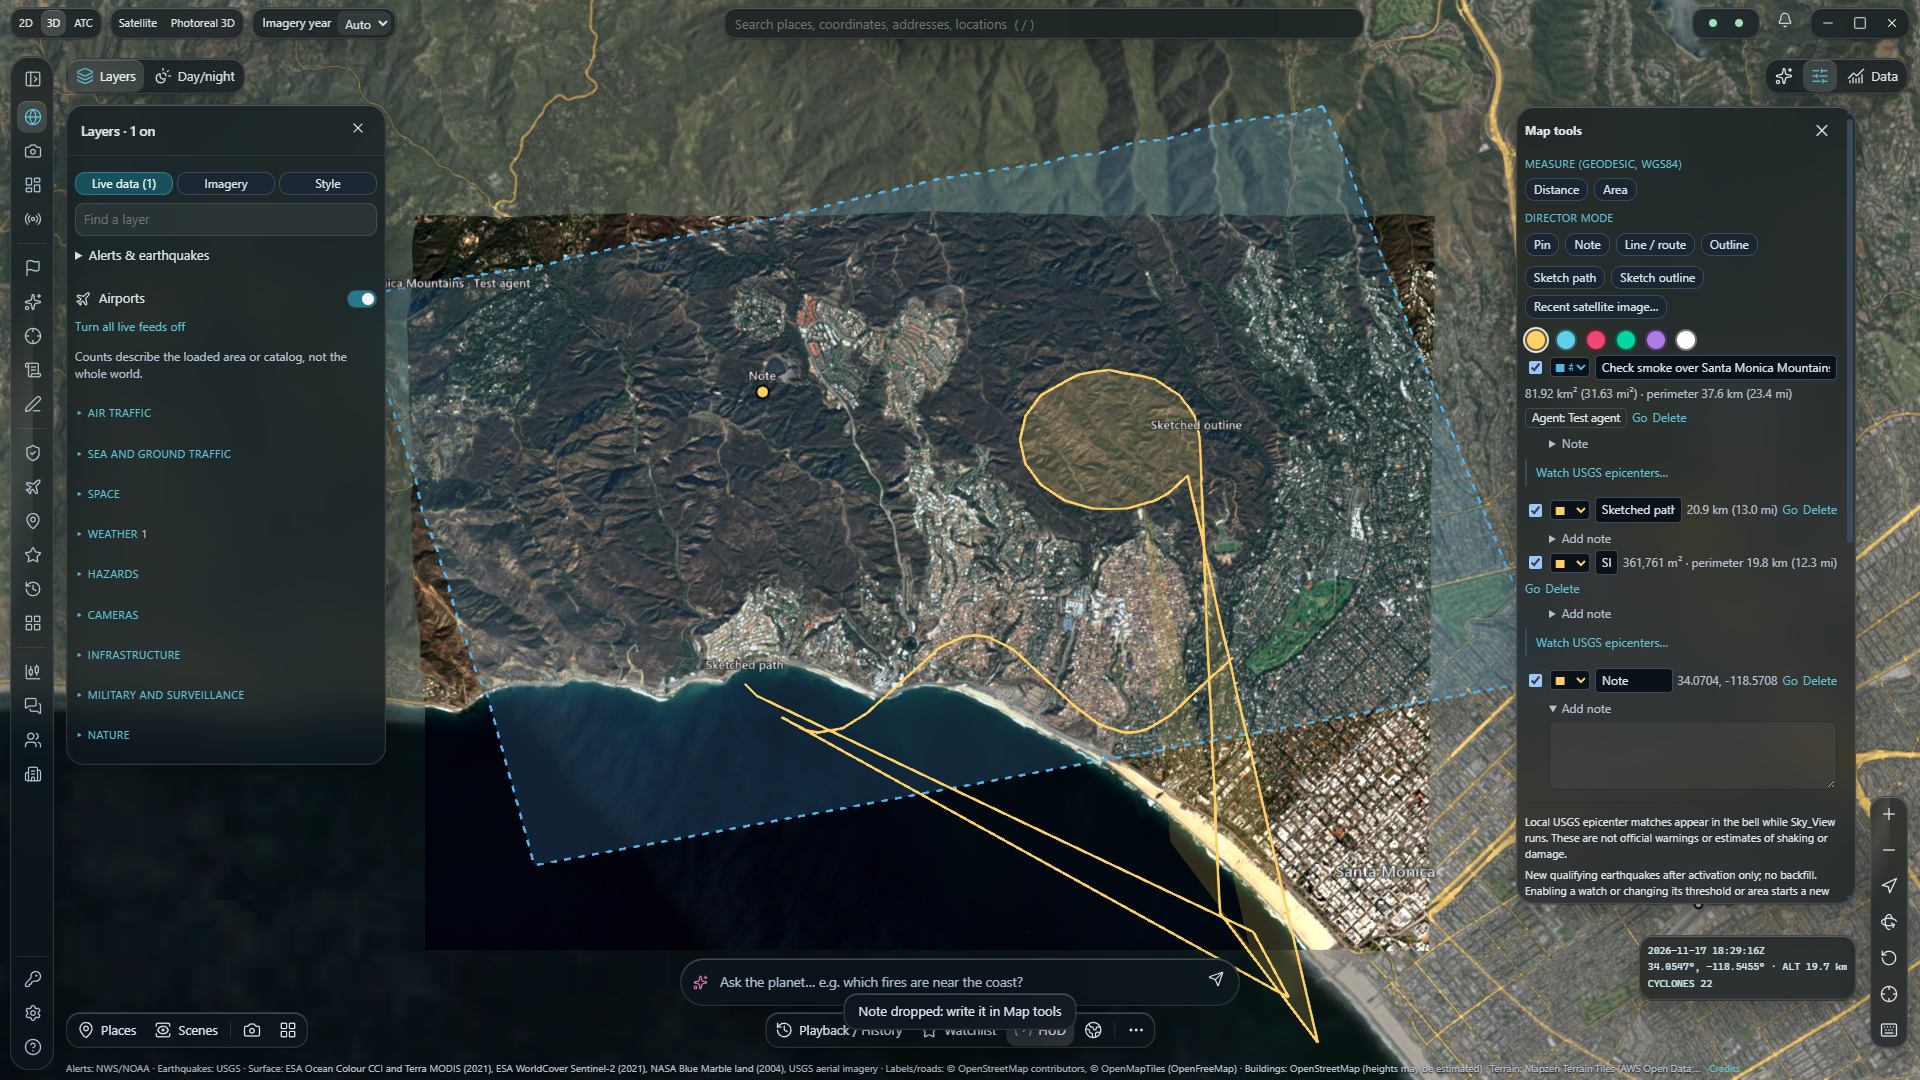 2D 3D ATC Satellite Photoreal 3D Imagery year Auto
Search places, coordinates, addresses, locations ( / )
Layers Day/night
Data
Layers · 1 on
Live data (1) Imagery Style
Find a layer
Alerts & earthquakes
Airports
Turn all live feeds off
Counts describe the loaded area or catalog, not the
whole world.
AIR TRAFFIC
SEA AND GROUND TRAFFIC
SPACE
WEATHER 1
HAZARDS
CAMERAS
INFRASTRUCTURE
MILITARY AND SURVEILLANCE
NATURE
ica Mountains · Test agent
Note
Sketched outline
Sketched path
Santa Monica
Map tools
MEASURE (GEODESIC, WGS84)
Distance Area
DIRECTOR MODE
Pin Note Line / route Outline
Sketch path Sketch outline
Recent satellite image...
Check smoke over Santa Monica Mountains
81.92 km² (31.63 mi²) · perimeter 37.6 km (23.4 mi)
Agent: Test agent Go Delete
Note
Watch USGS epicenters...
Sketched path 20.9 km (13.0 mi) Go Delete
Add note
361,761 m² · perimeter 19.8 km (12.3 mi)
Go Delete
Add note
Watch USGS epicenters...
Note 34.0704, -118.5708 Go Delete
Add note
Local USGS epicenter matches appear in the bell while Sky_View
runs. These are not official warnings or estimates of shaking or
damage.
New qualifying earthquakes after activation only; no backfill.
Enabling a watch or changing its threshold or area starts a new
2026-11-17 18:29:16Z
34.0547°, -118.5455° · ALT 19.7 km
CYCLONES 22
Ask the planet... e.g. which fires are near the coast?
Note dropped: write it in Map tools
Places Scenes
Playback / History Watchlist HUD
Alerts: NWS/NOAA · Earthquakes: USGS · Surface: ESA Ocean Colour CCI and Terra MODIS (2021), ESA WorldCover Sentinel-2 (2021), NASA Blue Marble land (2004), USGS aerial imagery · Labels/roads: © OpenStreetMap contributors, © OpenMapTiles (OpenFreeMap) · Buildings: OpenStreetMap (heights may be estimated) · Terrain: Mapzen Terrain Tiles (AWS Open Data;... Credits